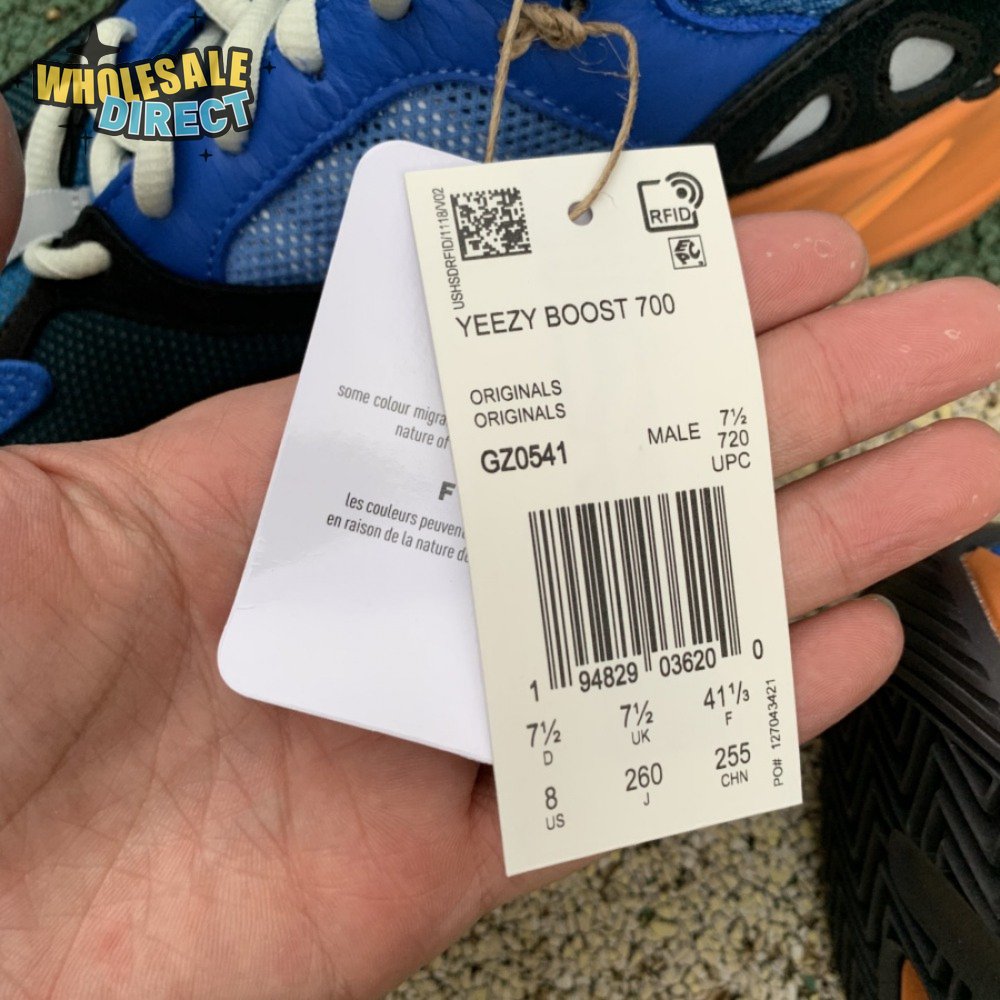 WHOLESALE
DIRECT
USHSDRFID/1118/V02
RFID
EPC
YEEZY BOOST 700
ORIGINALS
ORIGINALS
GZ0541
MALE 7½
720
UPC
1 94829 03620 0
7½ 7½ 41⅓
D UK F
8 260 255
US J CHN
PO# 127043421
some colour migra
nature of
F
les couleurs peuvent
en raison de la nature de